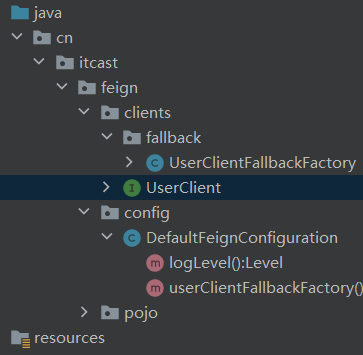 java
cn
itcast
feign
clients
fallback
C UserClientFallbackFactory
I UserClient
config
C DefaultFeignConfiguration
m logLevel():Level
m userClientFallbackFactory()
pojo
resources